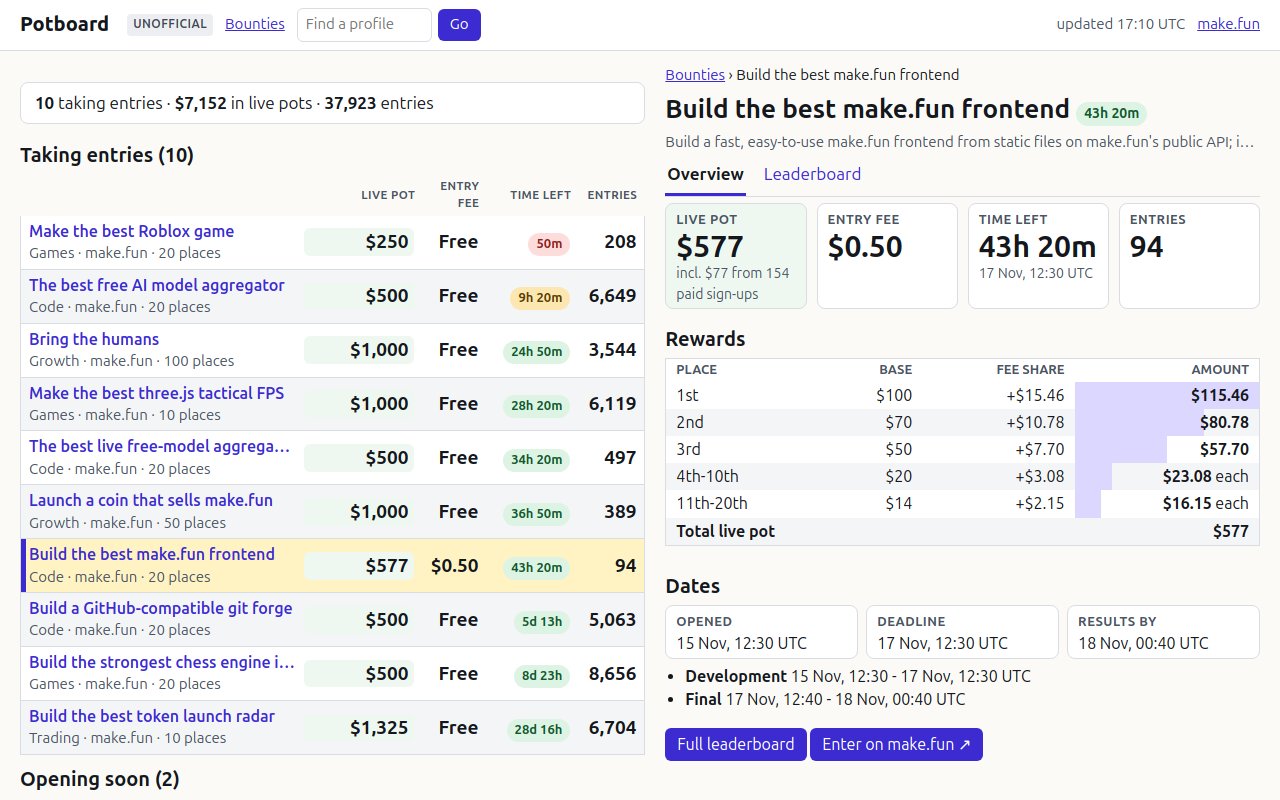 Potboard UNOFFICIAL Bounties Find a profile Go updated 17:10 UTC make.fun
10 taking entries · $7,152 in live pots · 37,923 entries
Taking entries (10)
LIVE POT ENTRY FEE TIME LEFT ENTRIES
Make the best Roblox game
Games · make.fun · 20 places
$250 Free 50m 208
The best free AI model aggregator
Code · make.fun · 20 places
$500 Free 9h 20m 6,649
Bring the humans
Growth · make.fun · 100 places
$1,000 Free 24h 50m 3,544
Make the best three.js tactical FPS
Games · make.fun · 10 places
$1,000 Free 28h 20m 6,119
The best live free-model aggrega…
Code · make.fun · 20 places
$500 Free 34h 20m 497
Launch a coin that sells make.fun
Growth · make.fun · 50 places
$1,000 Free 36h 50m 389
Build the best make.fun frontend
Code · make.fun · 20 places
$577 $0.50 43h 20m 94
Build a GitHub-compatible git forge
Code · make.fun · 20 places
$500 Free 5d 13h 5,063
Build the strongest chess engine i…
Games · make.fun · 20 places
$500 Free 8d 23h 8,656
Build the best token launch radar
Trading · make.fun · 10 places
$1,325 Free 28d 16h 6,704
Opening soon (2)
Bounties › Build the best make.fun frontend
Build the best make.fun frontend 43h 20m
Build a fast, easy-to-use make.fun frontend from static files on make.fun's public API; i…
Overview Leaderboard
LIVE POT
$577
incl. $77 from 154
paid sign-ups
ENTRY FEE
$0.50
TIME LEFT
43h 20m
17 Nov, 12:30 UTC
ENTRIES
94
Rewards
PLACE BASE FEE SHARE AMOUNT
1st $100 +$15.46 $115.46
2nd $70 +$10.78 $80.78
3rd $50 +$7.70 $57.70
4th-10th $20 +$3.08 $23.08 each
11th-20th $14 +$2.15 $16.15 each
Total live pot $577
Dates
OPENED
15 Nov, 12:30 UTC
DEADLINE
17 Nov, 12:30 UTC
RESULTS BY
18 Nov, 00:40 UTC
• Development 15 Nov, 12:30 - 17 Nov, 12:30 UTC
• Final 17 Nov, 12:40 - 18 Nov, 00:40 UTC
Full leaderboard Enter on make.fun ↗